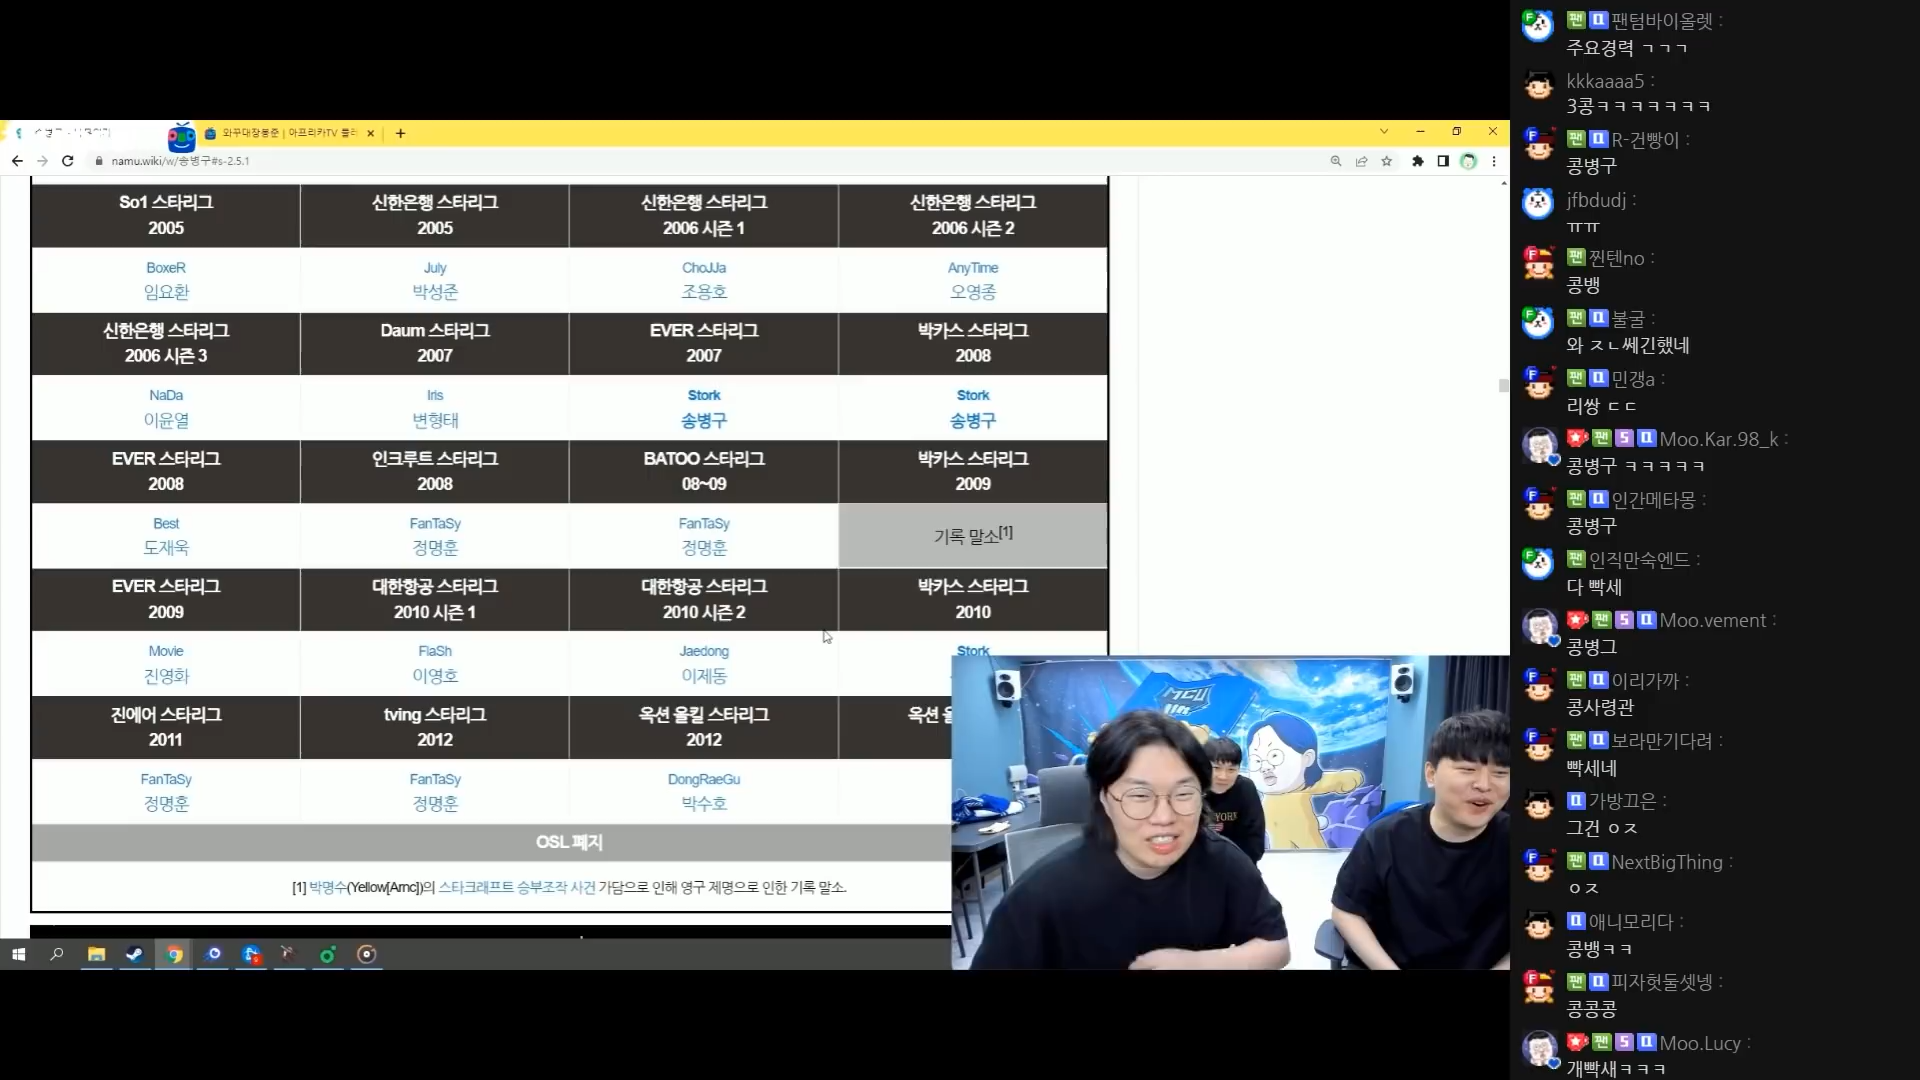 와꾸대장봉준 | 아프리카TV 플러
namu.wiki/w/송병구#s-2.5.1
So1 스타리그
2005
신한은행 스타리그
2005
신한은행 스타리그
2006 시즌 1
신한은행 스타리그
2006 시즌 2
BoxeR
임요환
July
박성준
ChoJJa
조용호
AnyTime
오영종
신한은행 스타리그
2006 시즌 3
Daum 스타리그
2007
EVER 스타리그
2007
박카스 스타리그
2008
NaDa
이윤열
Iris
변형태
Stork
송병구
Stork
송병구
EVER 스타리그
2008
인크루트 스타리그
2008
BATOO 스타리그
08~09
박카스 스타리그
2009
Best
도재욱
FanTaSy
정명훈
FanTaSy
정명훈
기록 말소[1]
EVER 스타리그
2009
대한항공 스타리그
2010 시즌 1
대한항공 스타리그
2010 시즌 2
박카스 스타리그
2010
Movie
진영화
FlaSh
이영호
Jaedong
이제동
Stork
진에어 스타리그
2011
tving 스타리그
2012
옥션 올킬 스타리그
2012
옥션
FanTaSy
정명훈
FanTaSy
정명훈
DongRaeGu
박수호
OSL 폐지
[1] 박명수(Yellow[Arnc])의 스타크래프트 승부조작 사건 가담으로 인해 영구 제명으로 인한 기록 말소.
MCU
YORK
팬텀바이올렛 :
주요경력 ㄱㄱㄱ
kkkaaaa5 :
3콩ㅋㅋㅋㅋㅋㅋㅋ
R-건빵이 :
콩병구
jfbdudj :
ㅠㅠ
찐텐no :
콩뱅
불굴 :
와 ㅈㄴ쎄긴했네
민갱a :
리쌍 ㄷㄷ
Moo.Kar.98_k :
콩병구 ㅋㅋㅋㅋㅋ
인간메타몽 :
콩병구
인직만숙엔드 :
다 빡세
Moo.vement :
콩병그
이리가까 :
콩사령관
보라만기다려 :
빡세네
가방끄은 :
그건 ㅇㅈ
NextBigThing :
ㅇㅈ
애니모리다 :
콩뱅ㅋㅋ
피자헛둘셋넹 :
콩콩콩
Moo.Lucy :
개빡새ㅋㅋㅋ